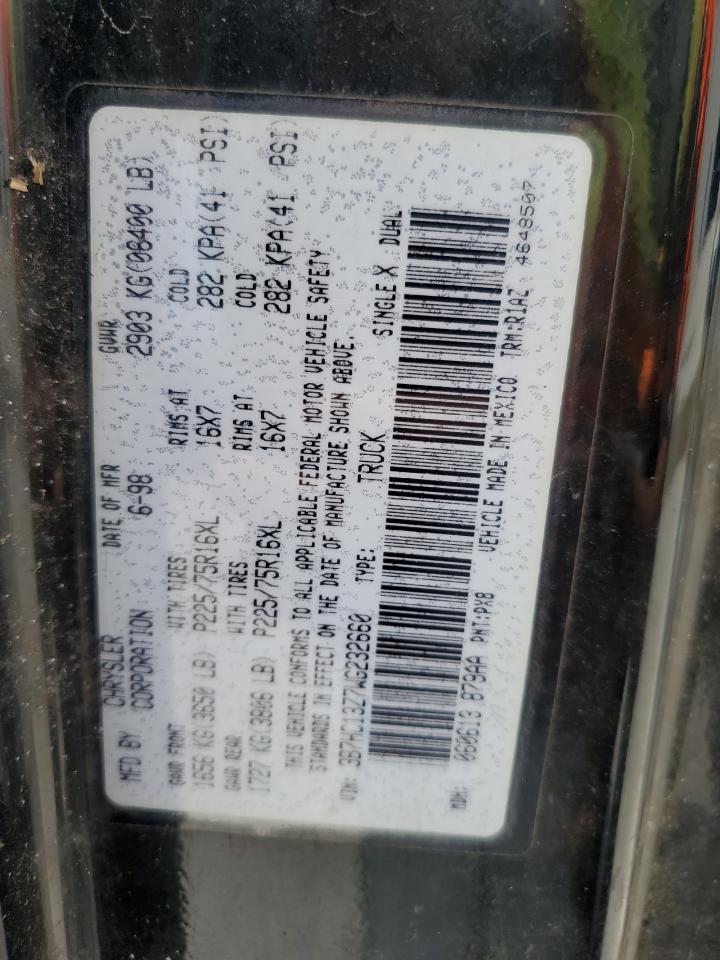 MFD BY CHRYSLER CORPORATION DATE OF MFR 6-98 GVWR 2903 KG(06400 LB)
GAWR FRONT WITH TIRES RIMS AT COLD
1656 KG(3650 LB) P225/75R16XL 16X7 282 KPA(41 PSI)
GAWR REAR WITH TIRES RIMS AT COLD
1727 KG(3806 LB) P225/75R16XL 16X7 282 KPA(41 PSI)
THIS VEHICLE CONFORMS TO ALL APPLICABLE FEDERAL MOTOR VEHICLE SAFETY
STANDARDS IN EFFECT ON THE DATE OF MANUFACTURE SHOWN ABOVE.
VIN: 3B7HC13Z7WG232660 TYPE: TRUCK SINGLE X DUAL
MDH: 060613 879AA PNT:PX8 VEHICLE MADE IN MEXICO TRM:R1AZ 4648507